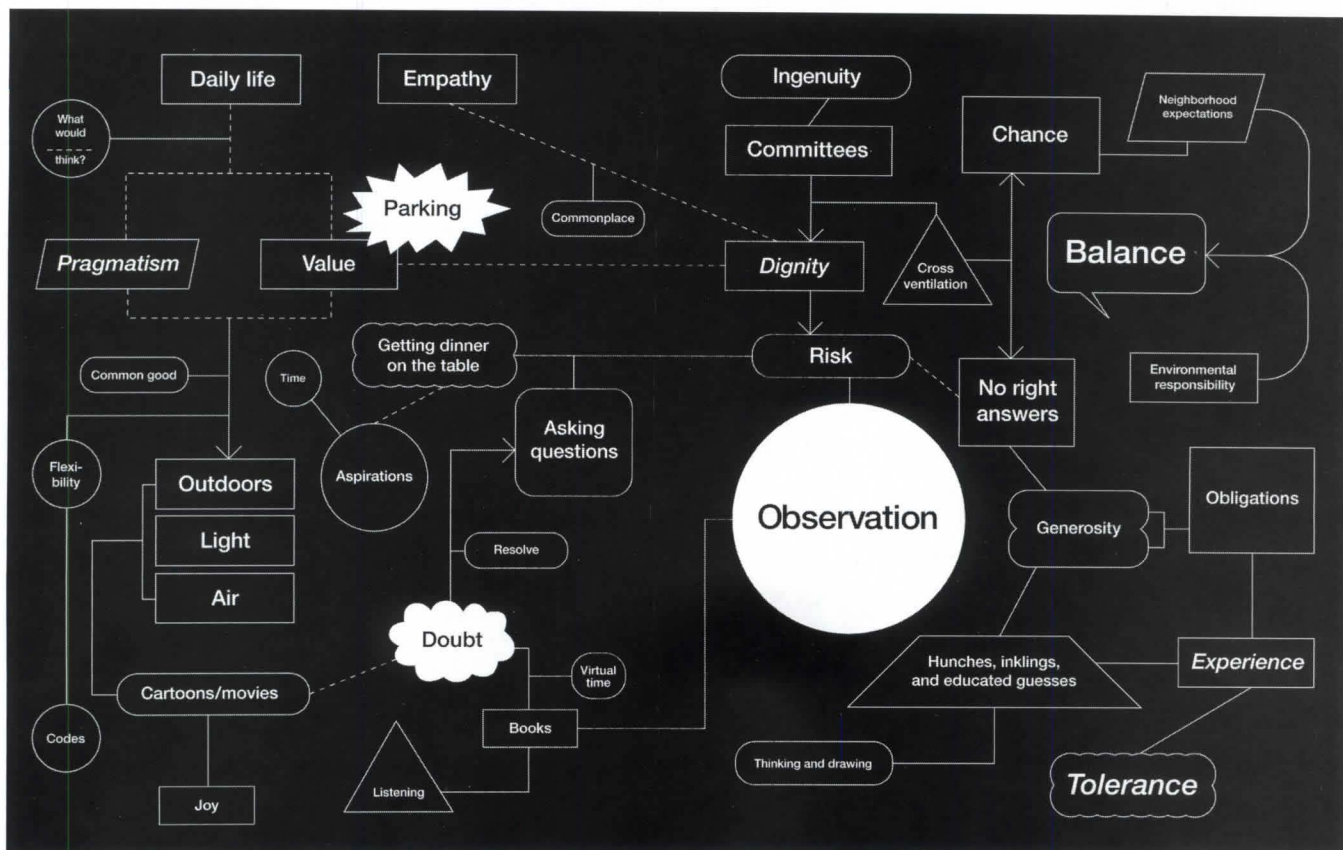 Daily life
Empathy
Ingenuity
Committees
Chance
Neighborhood
expectations
What
would
think?
Parking
Commonplace
Pragmatism
Value
Dignity
Cross
ventilation
Balance
Getting dinner
on the table
Risk
Common good
Time
No right
answers
Environmental
responsibility
Asking
questions
Flexi-
bility
Outdoors
Aspirations
Observation
Generosity
Obligations
Light
Resolve
Air
Doubt
Virtual
time
Hunches, inklings,
and educated guesses
Experience
Cartoons/movies
Codes
Books
Thinking and drawing
Listening
Tolerance
Joy